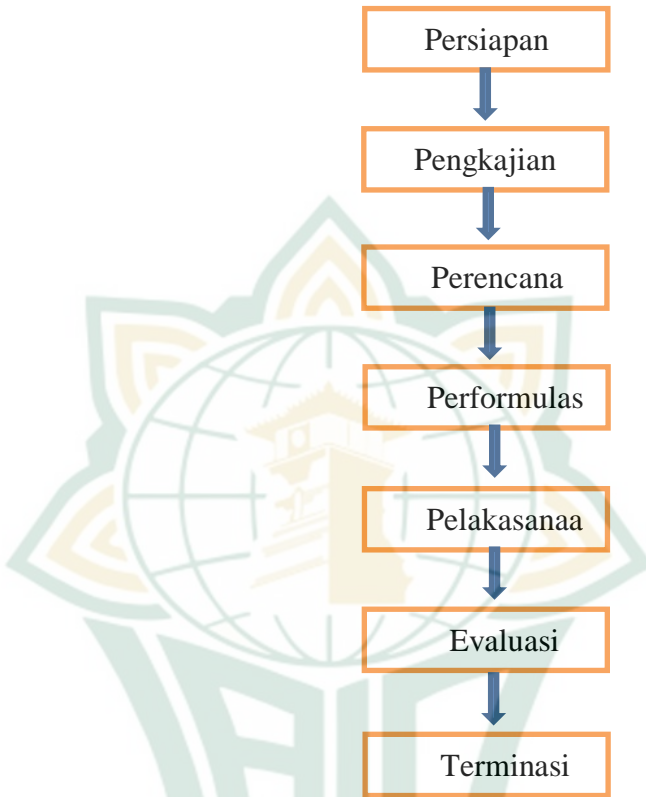 Persiapan
Pengkajian
Perencana
Performulas
Pelakasanaa
Evaluasi
Terminasi